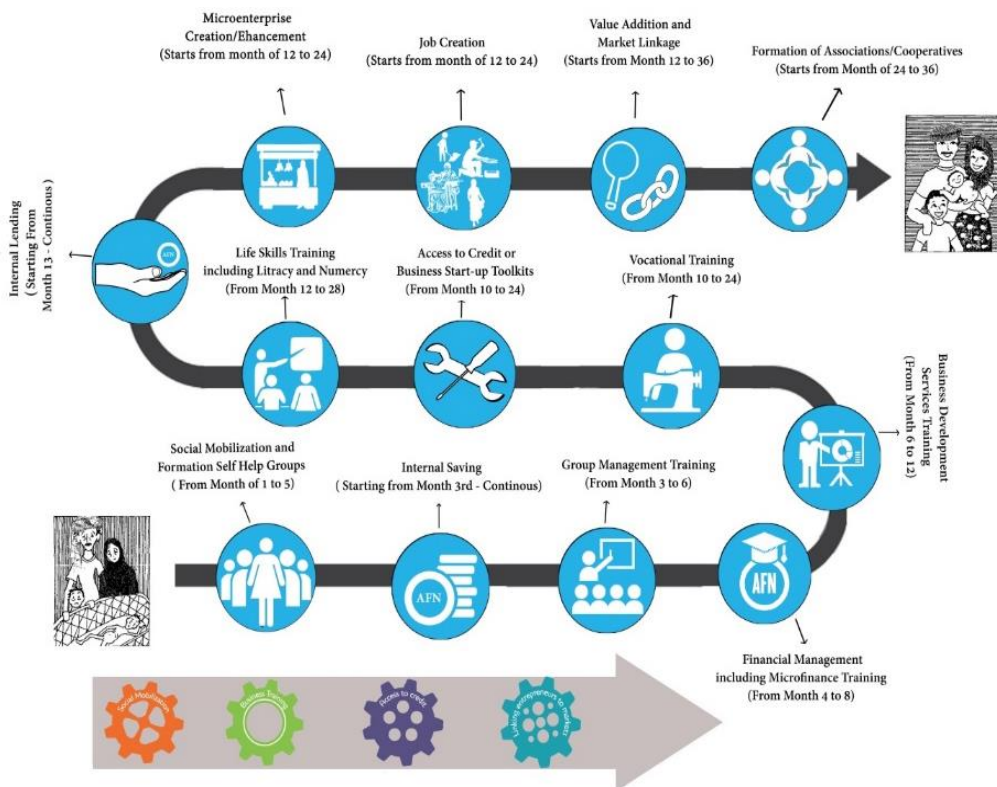 Microenterprise
Creation/Ehancement
(Starts from month of 12 to 24)
Job Creation
(Starts from month of 12 to 24)
Value Addition and
Market Linkage
(Starts from Month 12 to 36)
Formation of Associations/Cooperatives
(Starts from Month of 24 to 36)
Internal Lending
( Starting From
Month 13 - Continous)
AFN
Life Skills Training
including Litracy and Numercy
(From Month 12 to 28)
Access to Credit or
Business Start-up Toolkits
(From Month 10 to 24)
Vocational Training
(From Month 10 to 24)
Business Development
Services Training
(From Month 6 to 12)
Social Mobilization and
Formation Self Help Groups
( From Month of 1 to 5)
Internal Saving
( Starting from Month 3rd - Continous)
Group Management Training
(From Month 3 to 6)
AFN
AFN
Financial Management
including Microfinance Training
(From Month 4 to 8)
Social Mobilization
Business Training
Access to credit
Linking entrepreneurs to markets